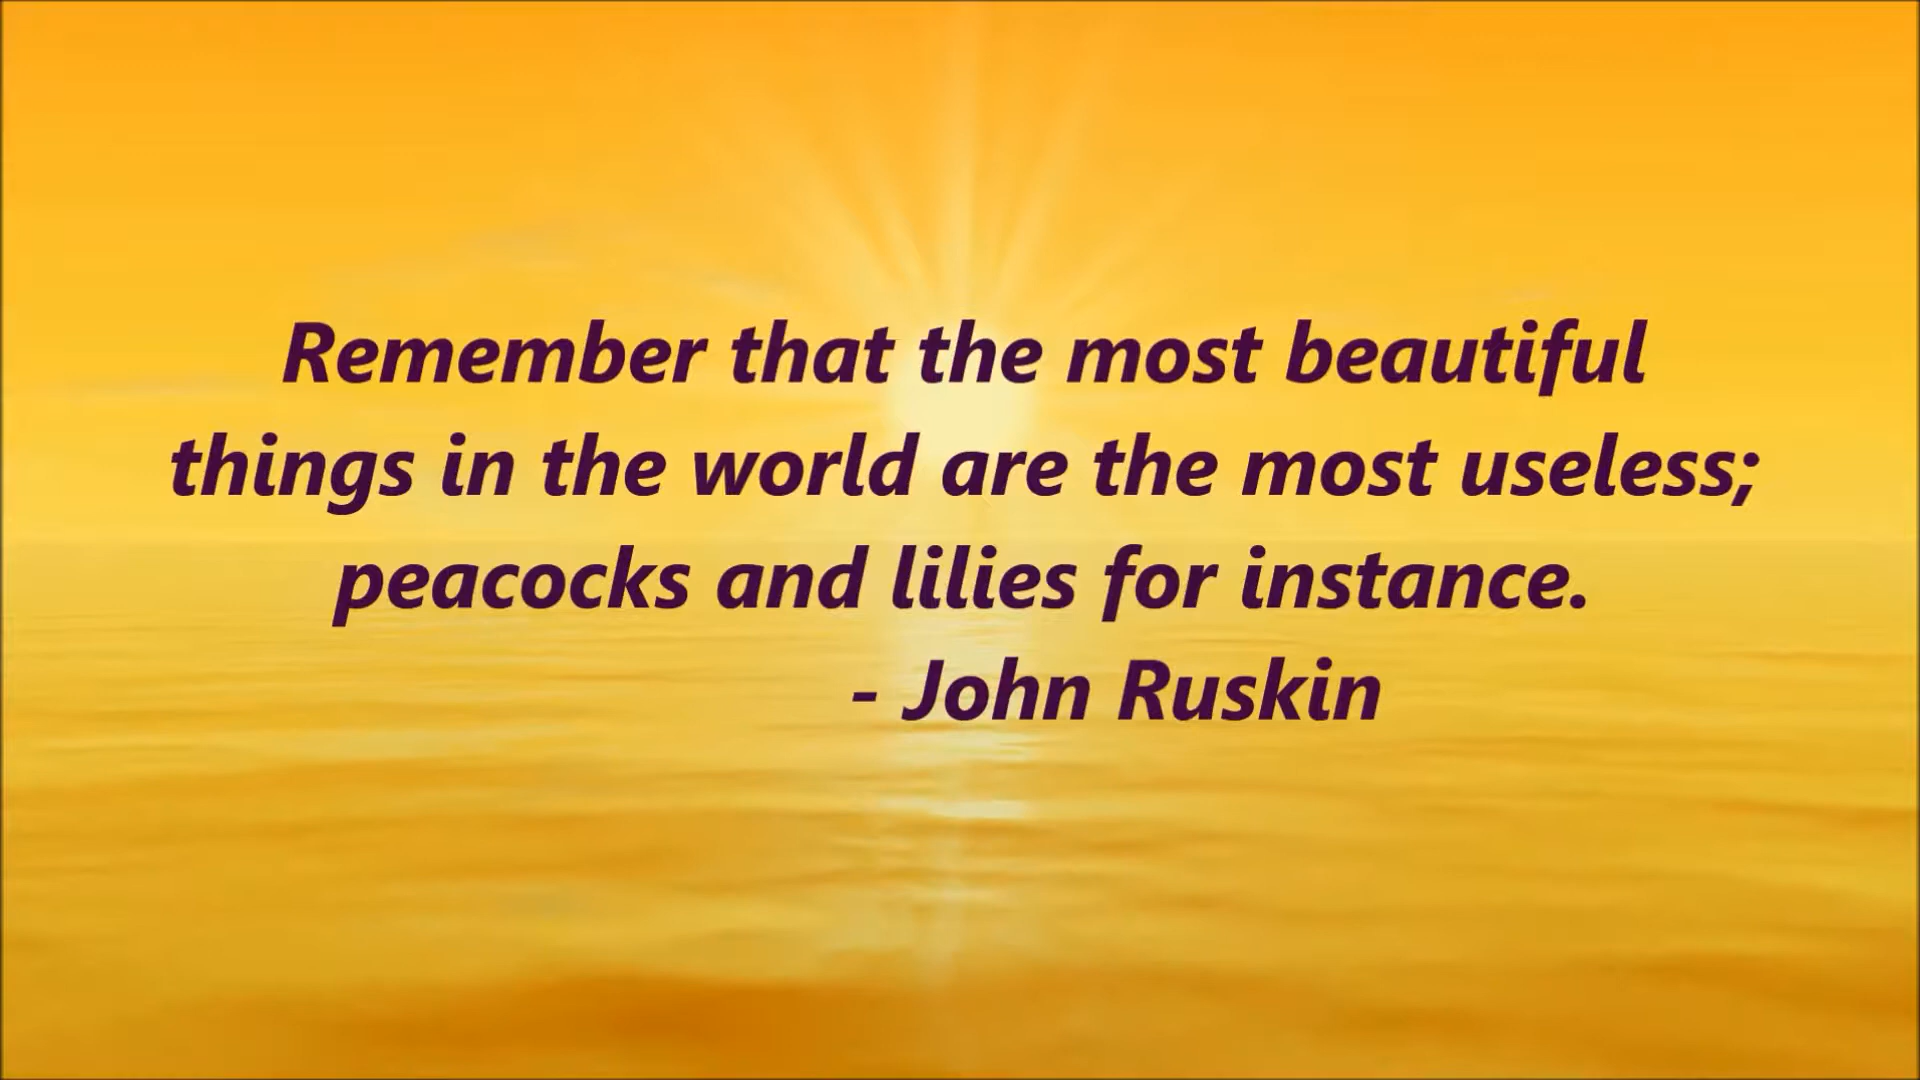 Remember that the most beautiful
things in the world are the most useless;
peacocks and lilies for instance.
- John Ruskin